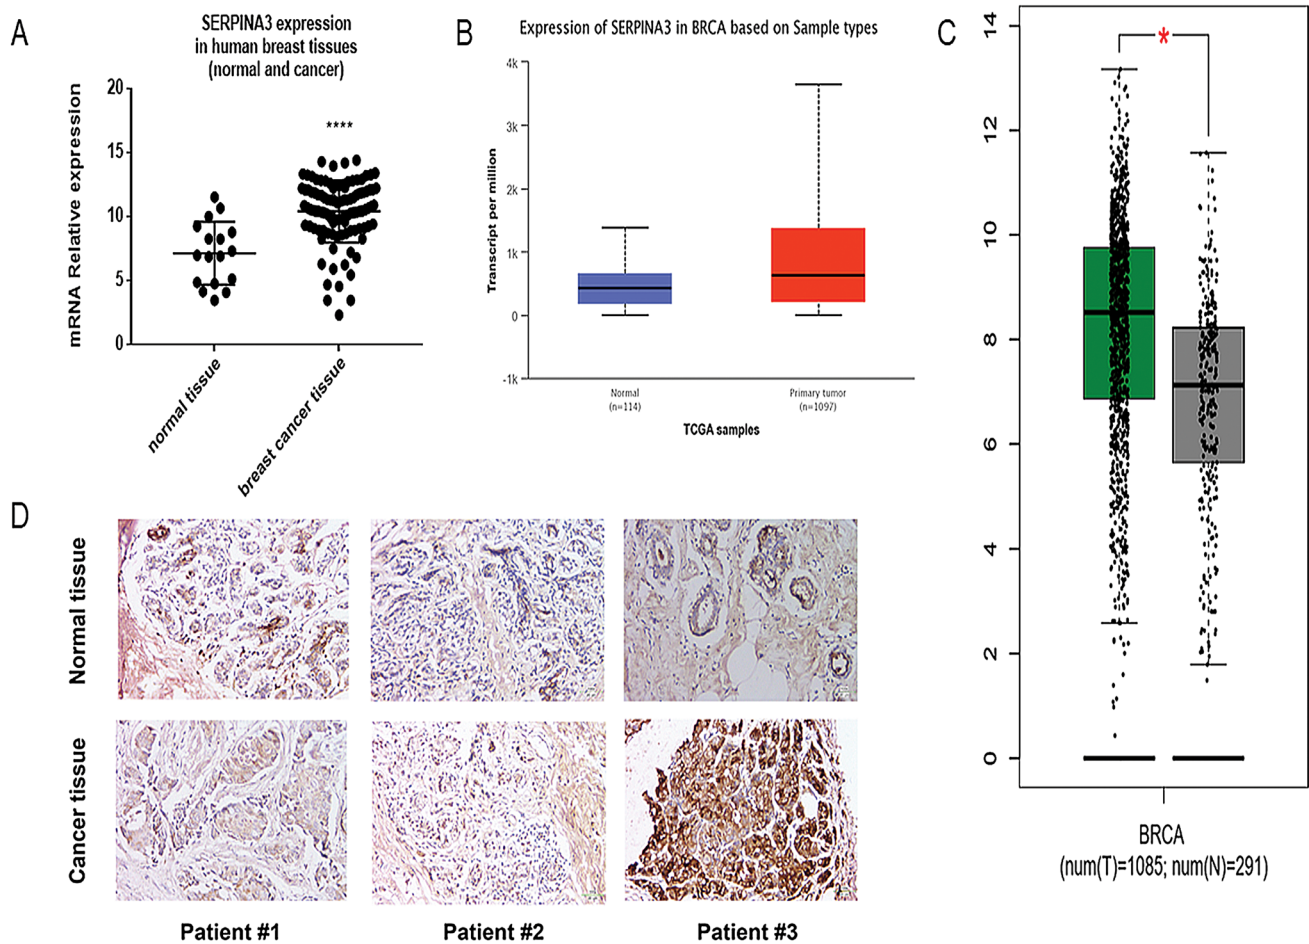 A
SERPINA3 expression
in human breast tissues
(normal and cancer)
mRNA Relative expression
20
15
10
5
0
****
normal tissue
breast cancer tissue
B
Expression of SERPINA3 in BRCA based on Sample types
Transcript per million
4k
3k
2k
1k
0
-1k
Normal
(n=114)
Primary tumor
(n=1097)
TCGA samples
C
14
12
10
8
6
4
2
0
*
BRCA
(num(T)=1085; num(N)=291)
D
Normal tissue
Cancer tissue
Patient #1
Patient #2
Patient #3